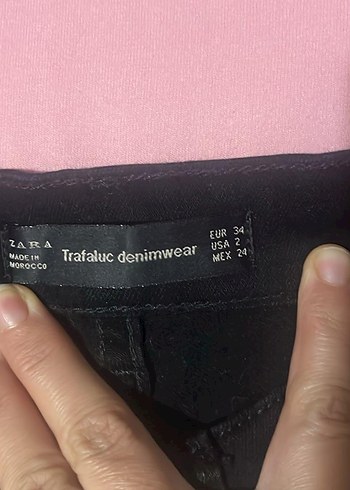 ZARA
MADE IN
MOROCCO
Trafaluc denimwear
EUR 34
USA 2
MEX 24